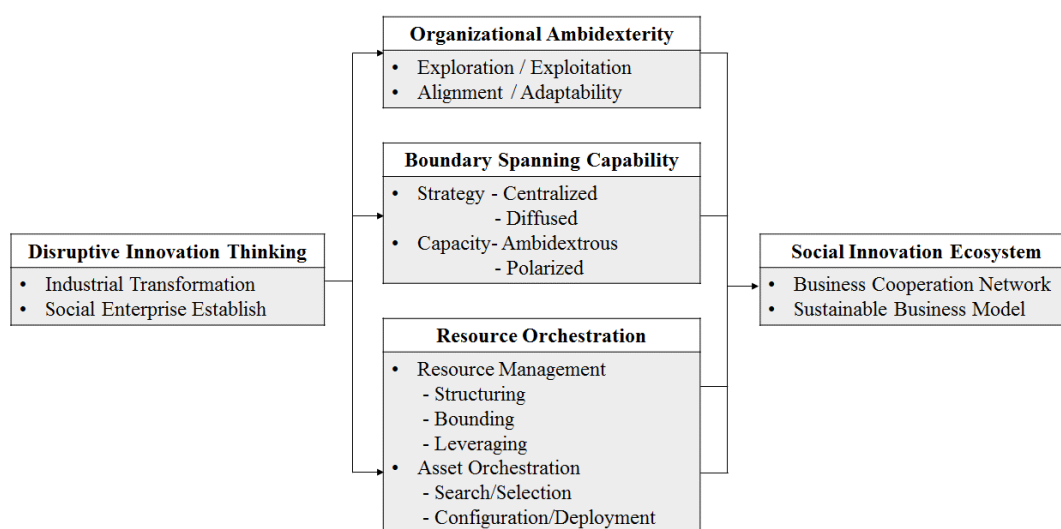 Organizational Ambidexterity
• Exploration / Exploitation
• Alignment / Adaptability
Boundary Spanning Capability
• Strategy - Centralized
- Diffused
• Capacity- Ambidextrous
- Polarized
Disruptive Innovation Thinking
• Industrial Transformation
• Social Enterprise Establish
Social Innovation Ecosystem
• Business Cooperation Network
• Sustainable Business Model
Resource Orchestration
• Resource Management
- Structuring
- Bounding
- Leveraging
• Asset Orchestration
- Search/Selection
- Configuration/Deployment